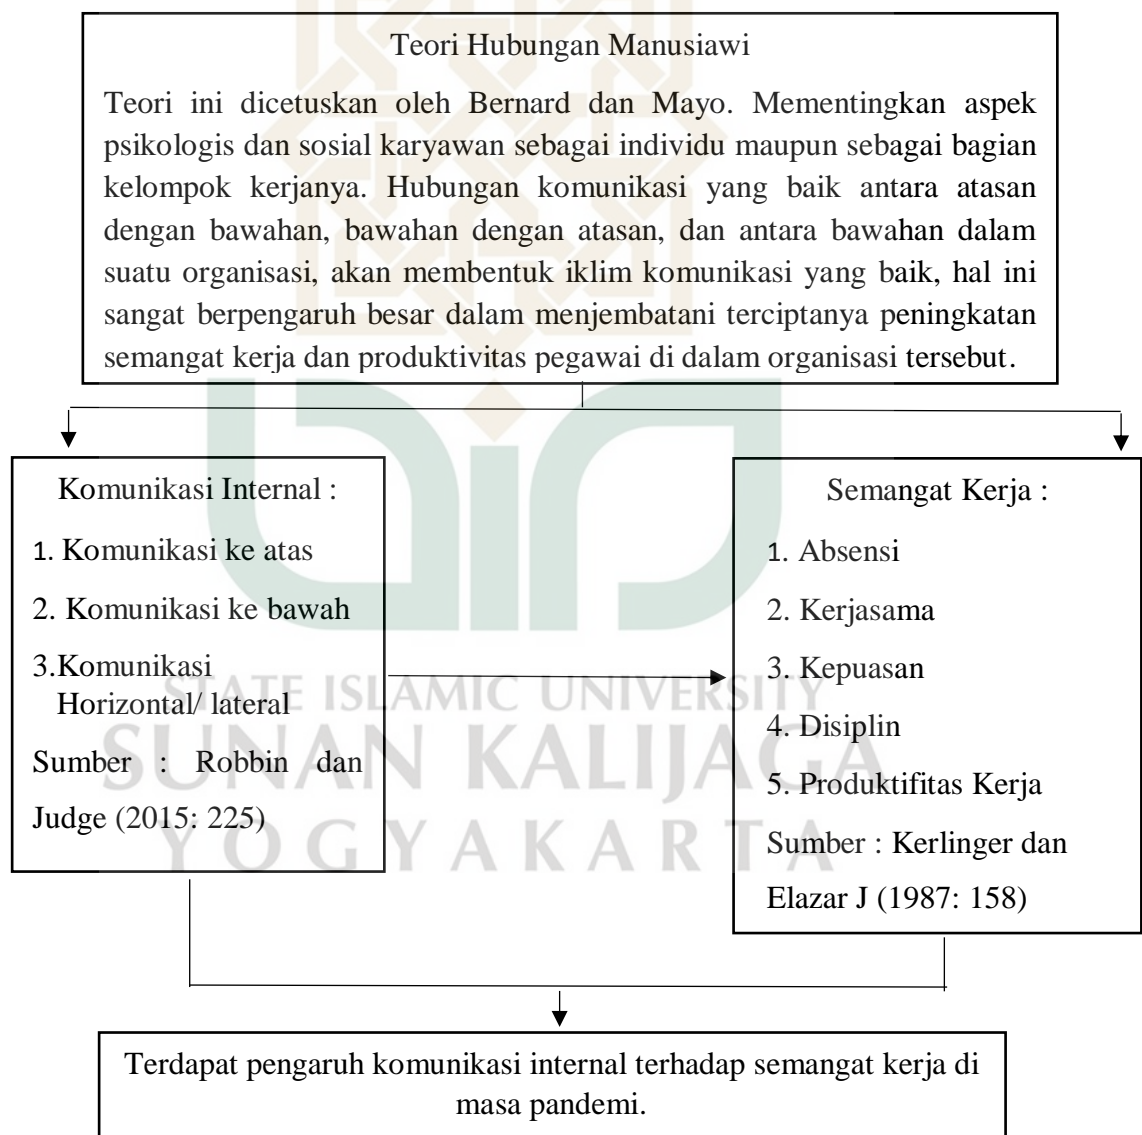 Teori Hubungan Manusiawi
Teori ini dicetuskan oleh Bernard dan Mayo. Mementingkan aspek
psikologis dan sosial karyawan sebagai individu maupun sebagai bagian
kelompok kerjanya. Hubungan komunikasi yang baik antara atasan
dengan bawahan, bawahan dengan atasan, dan antara bawahan dalam
suatu organisasi, akan membentuk iklim komunikasi yang baik, hal ini
sangat berpengaruh besar dalam menjembatani terciptanya peningkatan
semangat kerja dan produktivitas pegawai di dalam organisasi tersebut.
Komunikasi Internal :
1. Komunikasi ke atas
2. Komunikasi ke bawah
3.Komunikasi
Horizontal/ lateral
Sumber : Robbin dan
Judge (2015: 225)
Semangat Kerja :
1. Absensi
2. Kerjasama
3. Kepuasan
4. Disiplin
5. Produktifitas Kerja
Sumber : Kerlinger dan
Elazar J (1987: 158)
Terdapat pengaruh komunikasi internal terhadap semangat kerja di
masa pandemi.
STATE ISLAMIC UNIVERSITY
SUNAN KALIJAGA
YOGYAKARTA